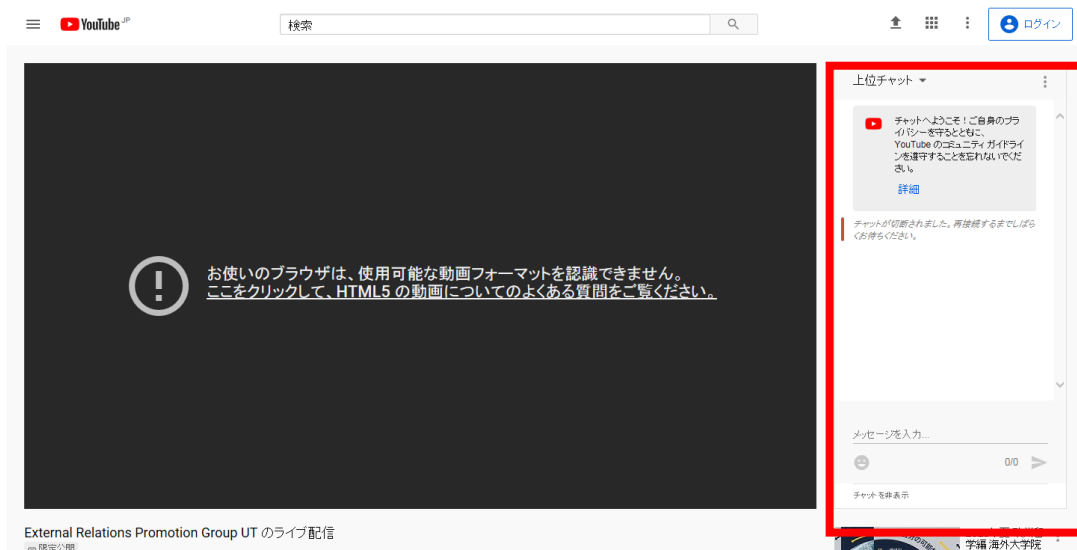 YouTube JP
検索
ログイン
上位チャット
チャットへようこそ！ご自身のプラ
イバシーを守るとともに、
YouTube のコミュニティ ガイドライ
ンを遵守することを忘れないでくだ
さい。
詳細
チャットが切断されました。再接続するまでしばら
くお待ちください。
お使いのブラウザは、使用可能な動画フォーマットを認識できません。
ここをクリックして、HTML5 の動画についてのよくある質問をご覧ください。
メッセージを入力...
0/0
チャットを非表示
External Relations Promotion Group UT のライブ配信
限定公開
学編 海外大学院